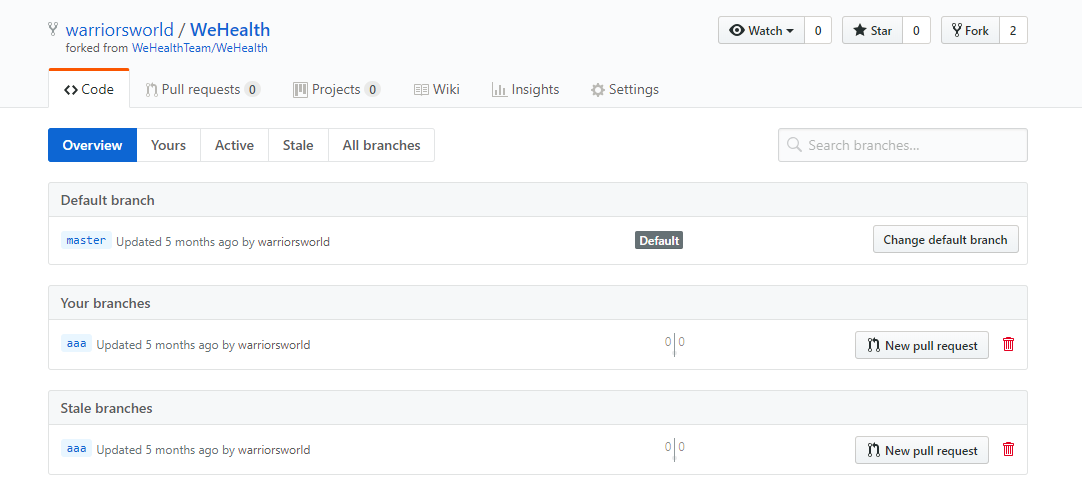 warriorsworld / WeHealth
forked from WeHealthTeam/WeHealth
Watch 0 Star 0 Fork 2
Code Pull requests 0 Projects 0 Wiki Insights Settings
Overview Yours Active Stale All branches Search branches...
Default branch
master Updated 5 months ago by warriorsworld Default Change default branch
Your branches
aaa Updated 5 months ago by warriorsworld 0 0 New pull request
Stale branches
aaa Updated 5 months ago by warriorsworld 0 0 New pull request